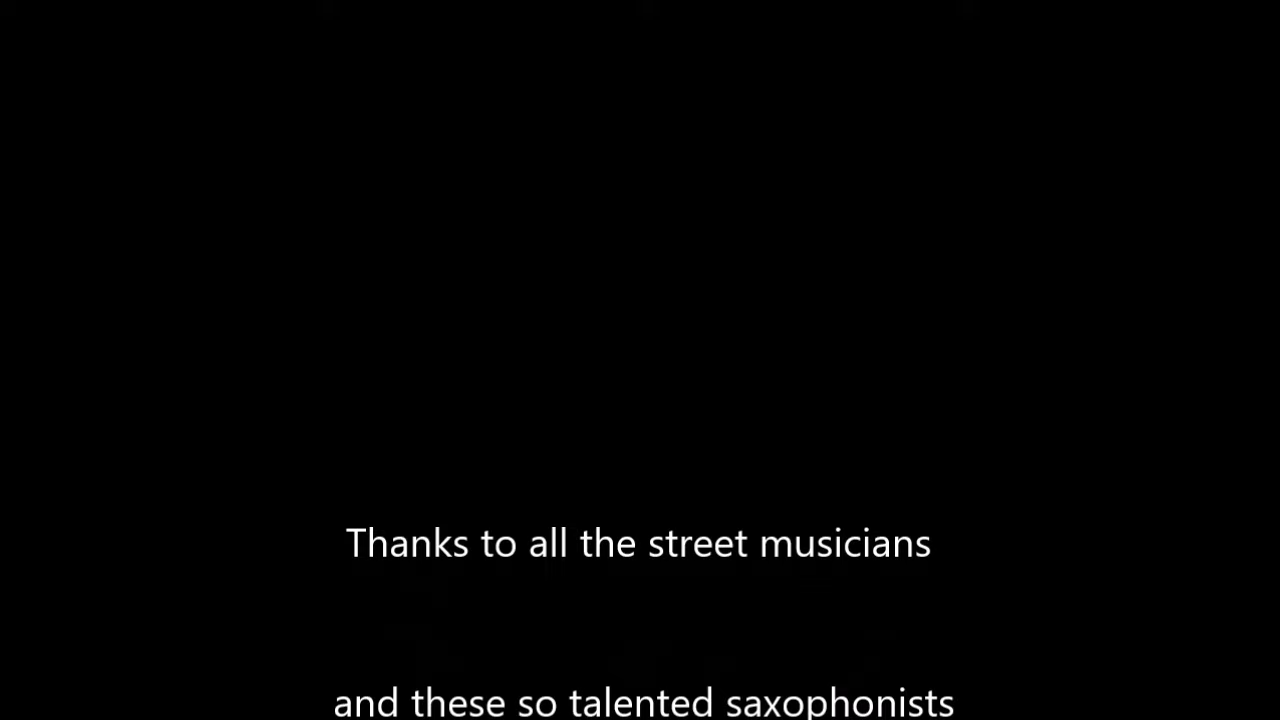 Thanks to all the street musicians
and these so talented saxophonists